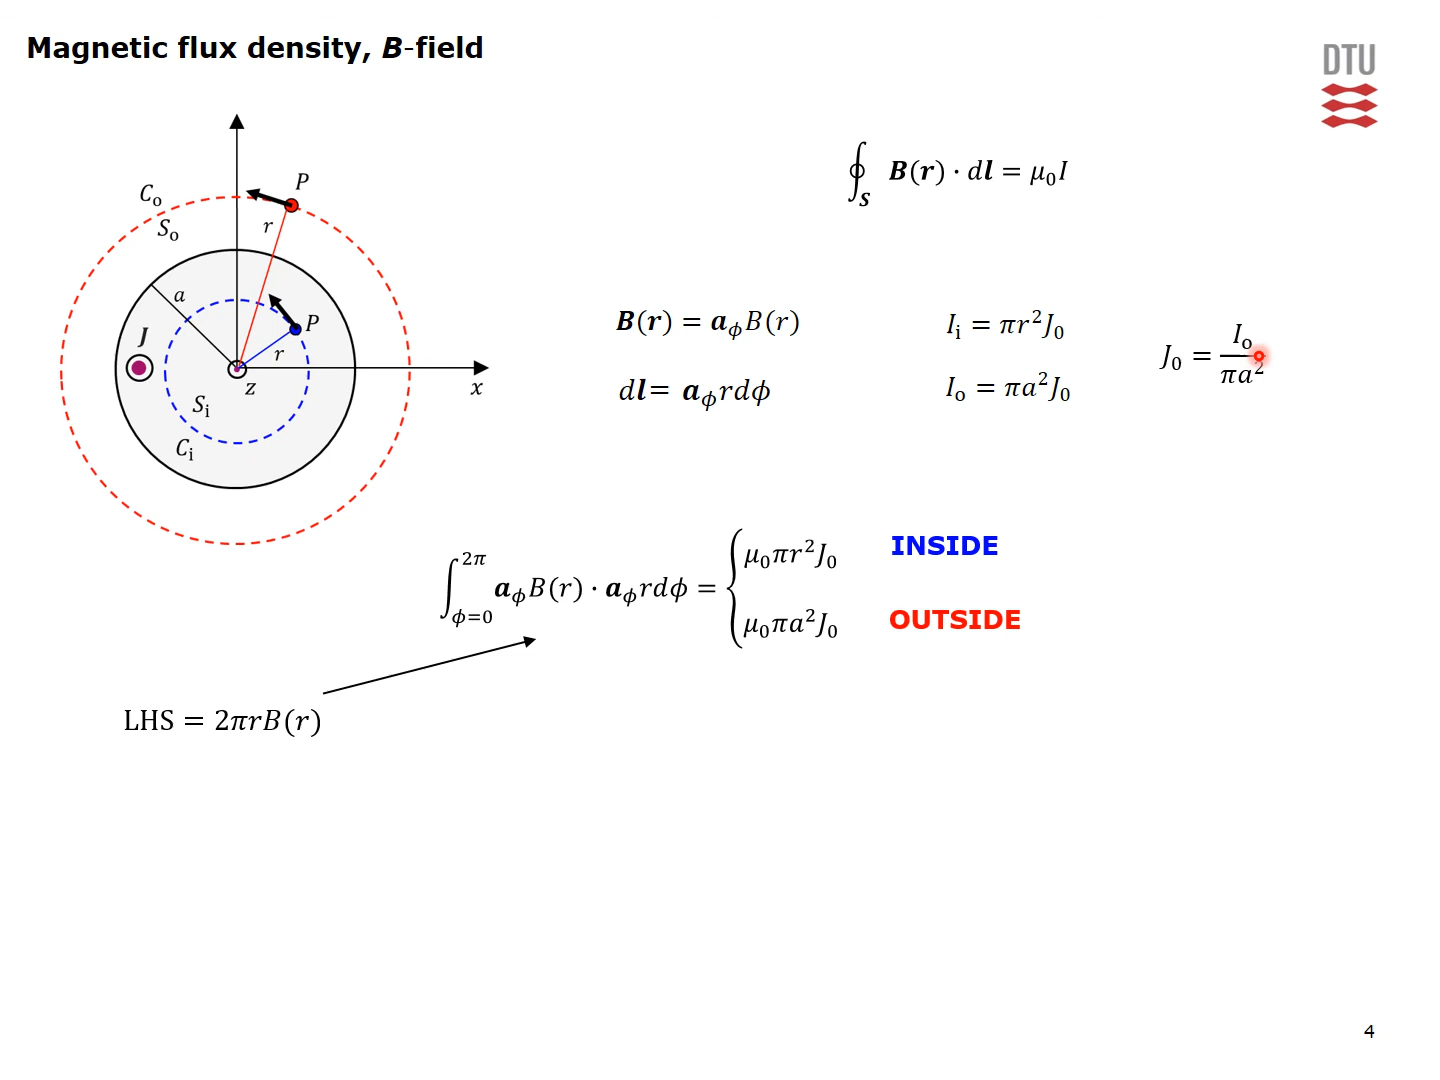 Magnetic flux density, B-field
DTU
∮_S B(r) · dl = μ₀I
C_o
P
S_o
r
a
P
J
r
z
x
S_i
C_i
B(r) = a_ϕB(r)
I_i = πr²J₀
J₀ = I_o/πa²
dl = a_ϕrdϕ
I_o = πa²J₀
∫_{ϕ=0}^{2π} a_ϕB(r) · a_ϕrdϕ = {
μ₀πr²J₀ INSIDE
μ₀πa²J₀ OUTSIDE
LHS = 2πrB(r)
4